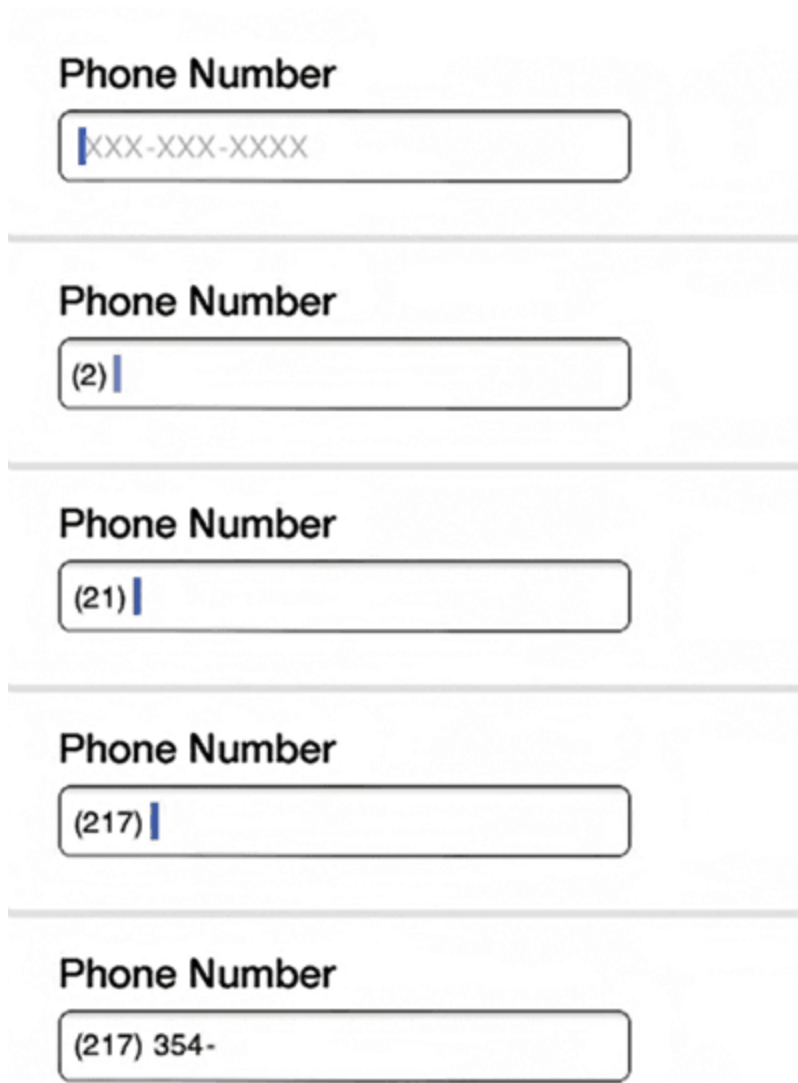 Phone Number
XXX-XXX-XXXX
Phone Number
(2)
Phone Number
(21)
Phone Number
(217)
Phone Number
(217) 354-